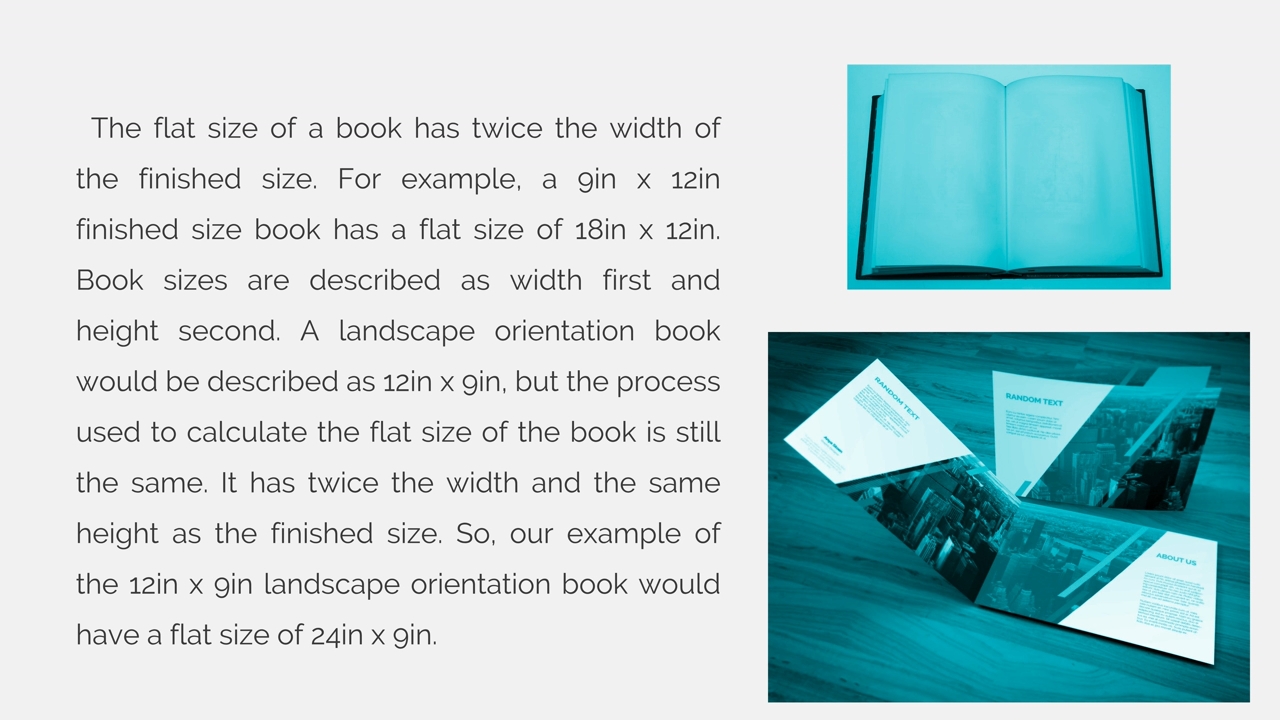 The flat size of a book has twice the width of
the finished size. For example, a 9in x 12in
finished size book has a flat size of 18in x 12in.
Book sizes are described as width first and
height second. A landscape orientation book
would be described as 12in x 9in, but the process
used to calculate the flat size of the book is still
the same. It has twice the width and the same
height as the finished size. So, our example of
the 12in x 9in landscape orientation book would
have a flat size of 24in x 9in.
RANDOM TEXT
RANDOM TEXT
ABOUT US